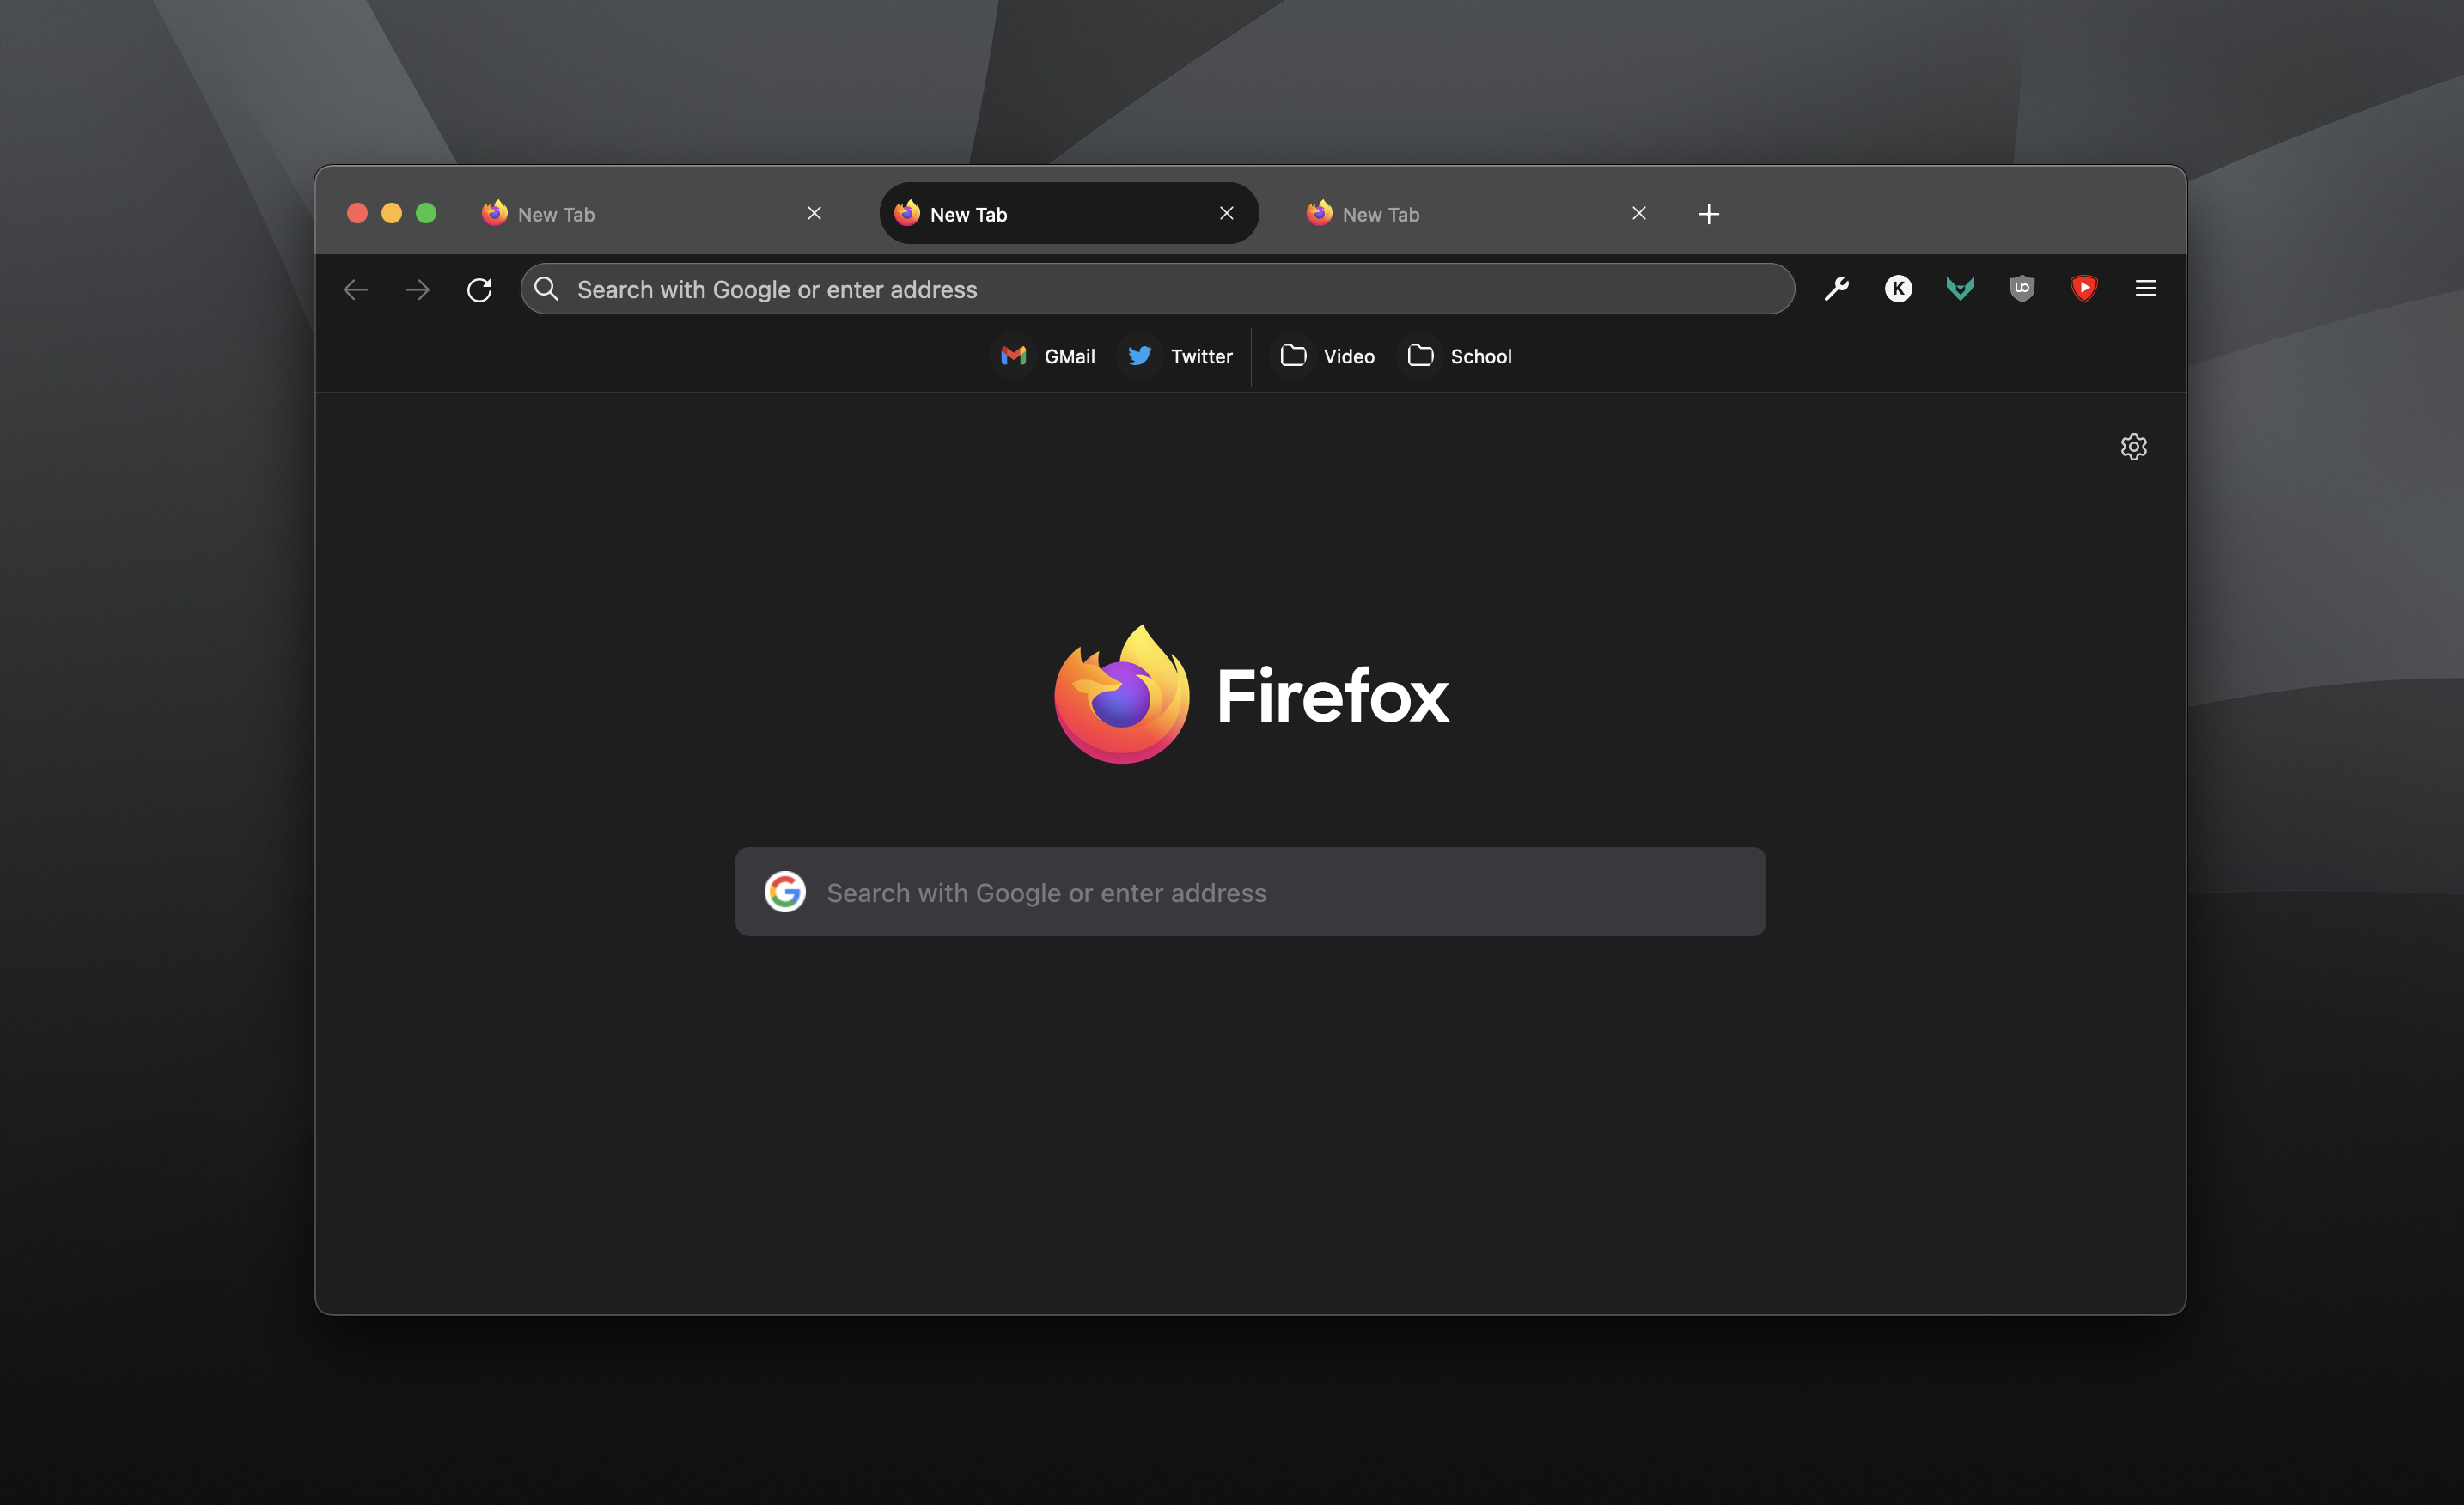 New Tab
New Tab
New Tab
Search with Google or enter address
K
UO
GMail
Twitter
Video
School
Firefox
G
Search with Google or enter address